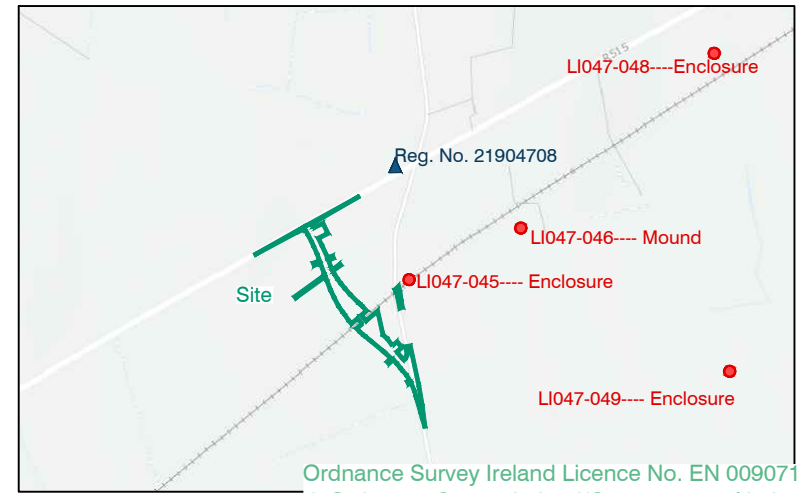 R515
LI047-048----Enclosure
Reg. No. 21904708
LI047-046---- Mound
LI047-045---- Enclosure
Site
LI047-049---- Enclosure
Ordnance Survey Ireland Licence No. EN 009071